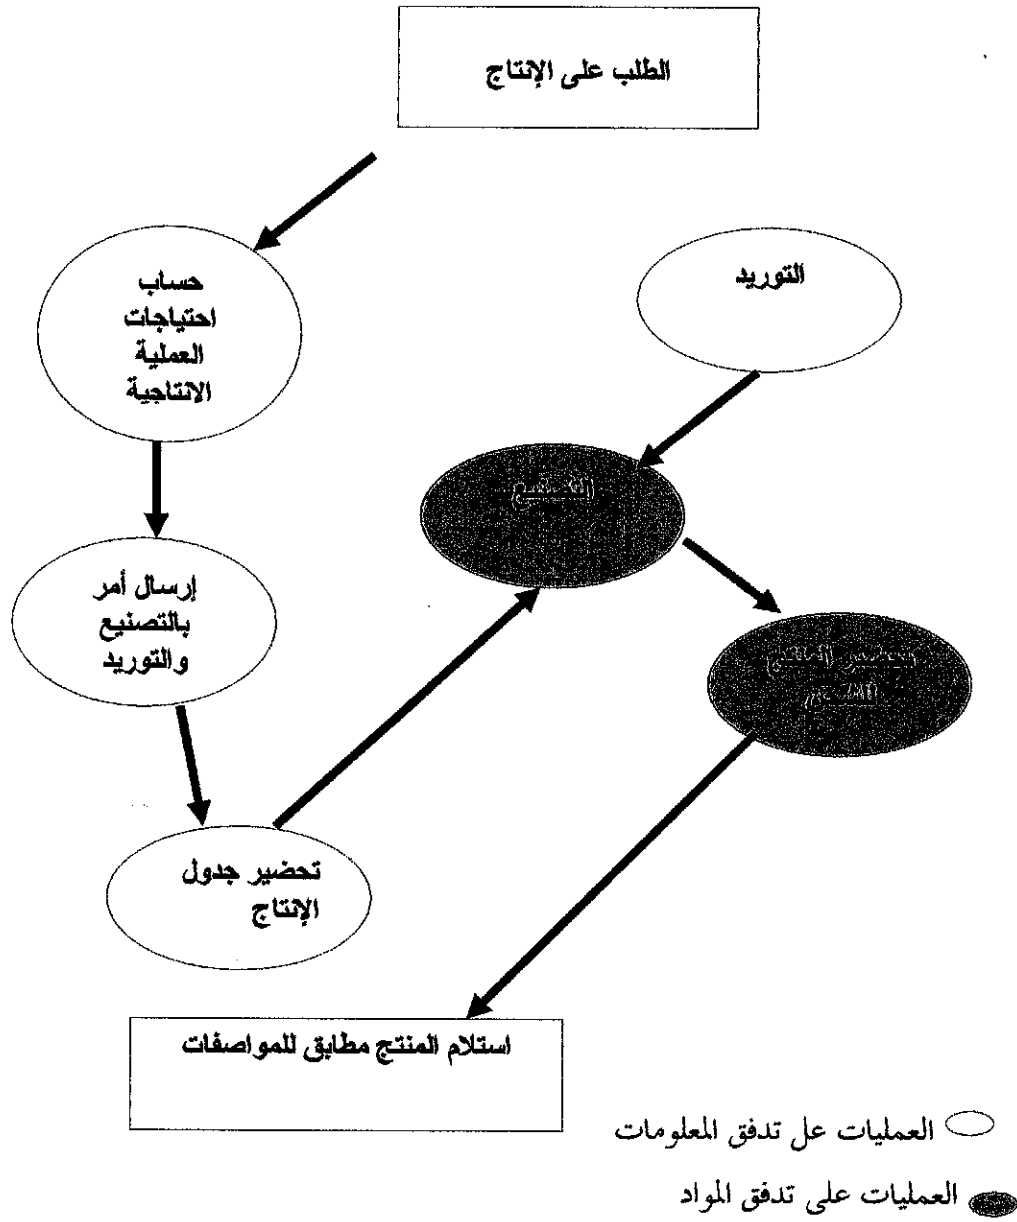 الطلب على الإنتاج
حساب
احتياجات
العملية
الانتاجية
التوريد
إرسال أمر
بالتصنيع
والتوريد
تحضير جدول
الإنتاج
استلام المنتج مطابق للمواصفات
العمليات عل تدفق المعلومات
العمليات على تدفق المواد